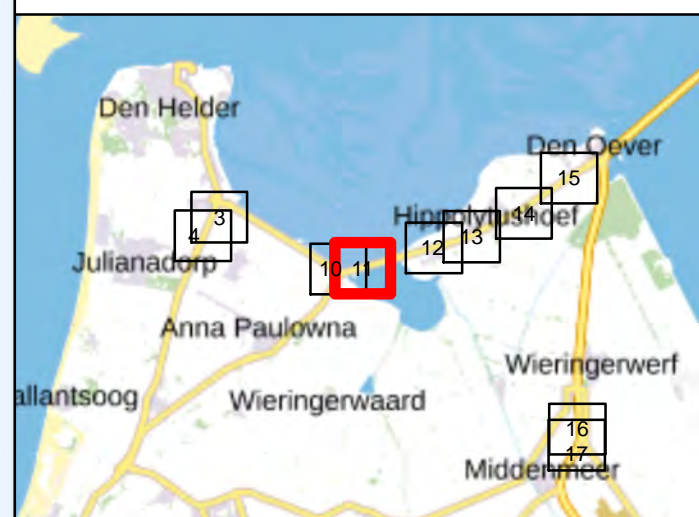 Den Helder
Den Oever
15
3
Hippolytushoef
14
4
12
13
Julianadorp
10
11
Anna Paulowna
Wieringerwerf
allantsoog
Wieringerwaard
16
17
Middenmeer